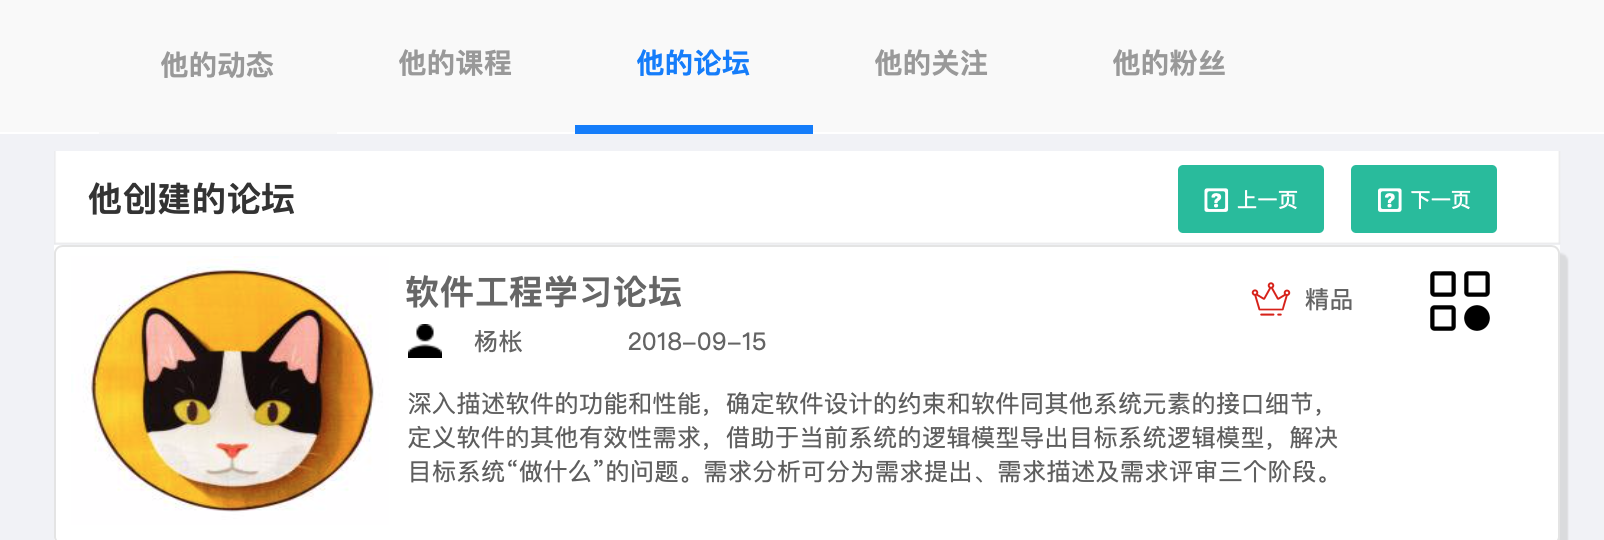 他的动态 他的课程 他的论坛 他的关注 他的粉丝
他创建的论坛 上一页 下一页
软件工程学习论坛 精品
杨枨 2018-09-15
深入描述软件的功能和性能，确定软件设计的约束和软件同其他系统元素的接口细节，
定义软件的其他有效性需求，借助于当前系统的逻辑模型导出目标系统逻辑模型，解决
目标系统“做什么”的问题。需求分析可分为需求提出、需求描述及需求评审三个阶段。